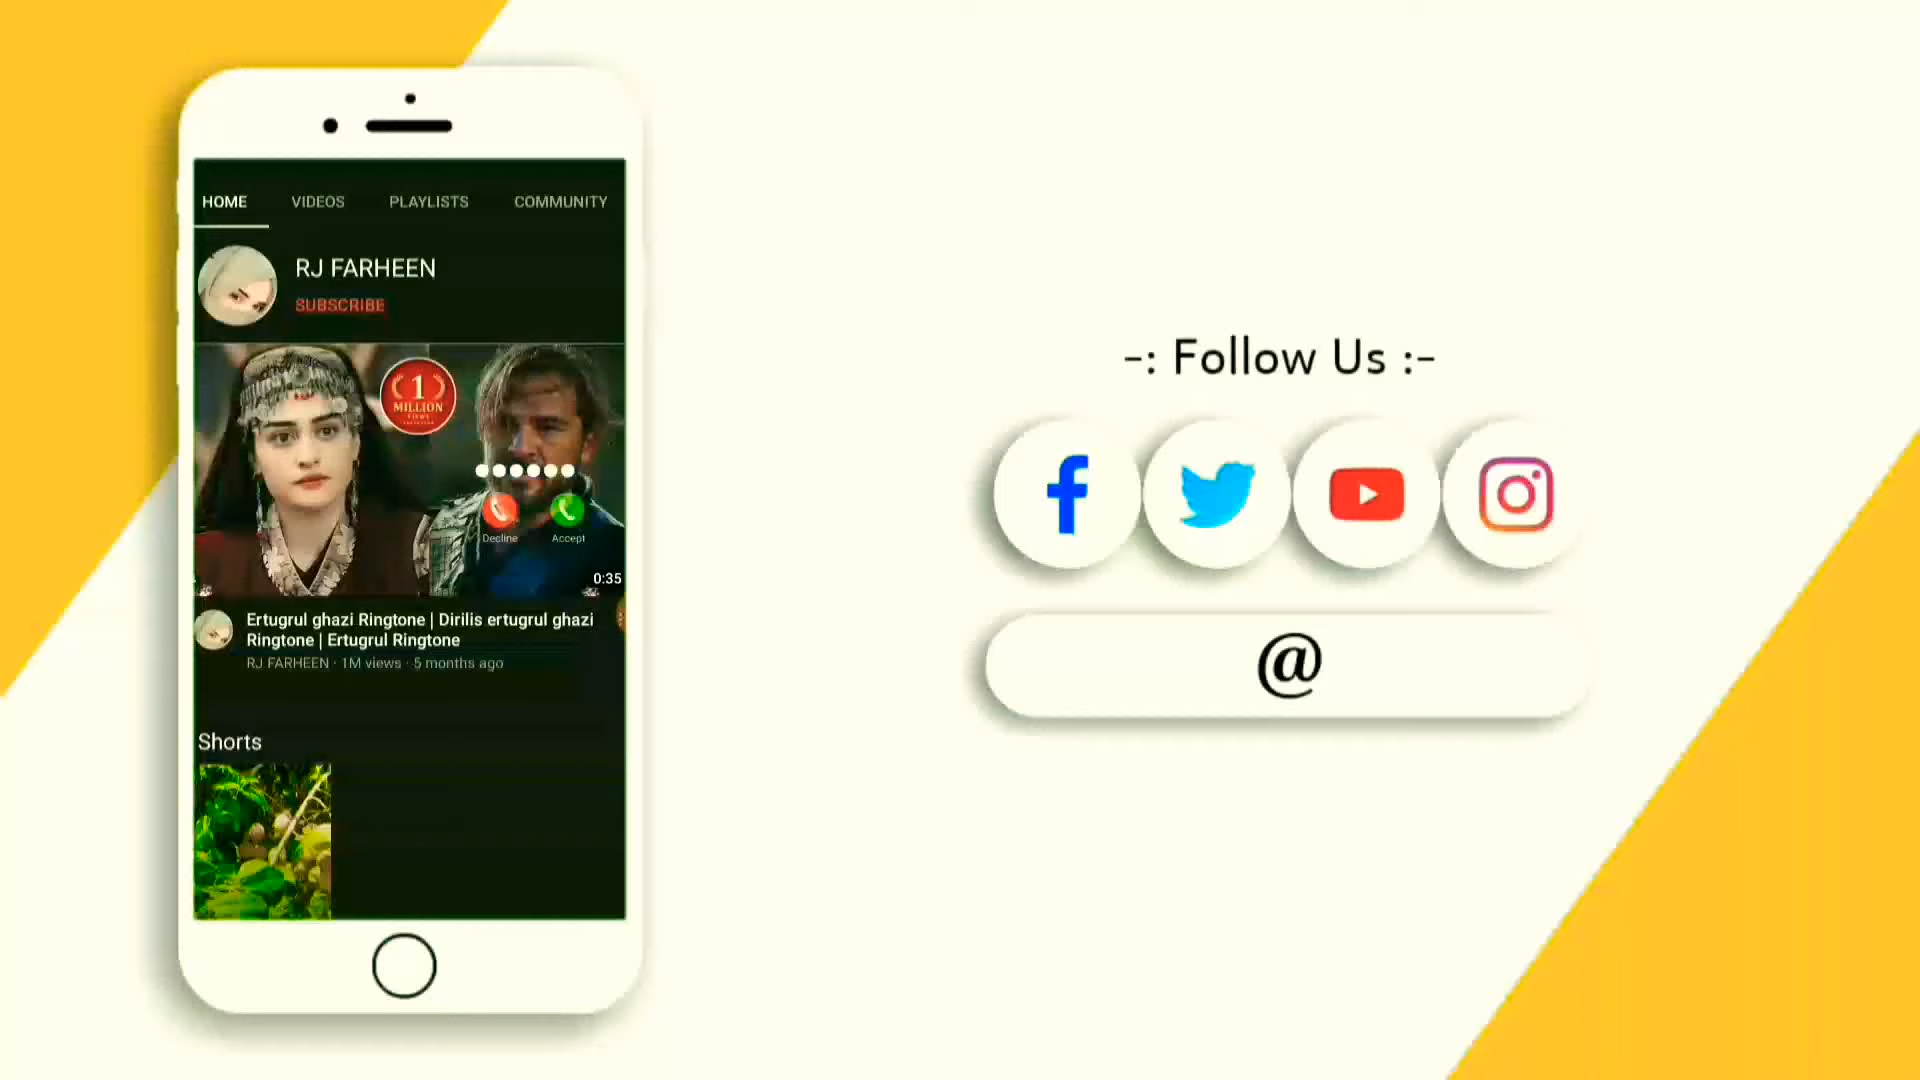 HOME VIDEOS PLAYLISTS COMMUNITY
RJ FARHEEN
SUBSCRIBE
1
MILLION
VIEWS
Decline Accept
0:35
Ertugrul ghazi Ringtone | Dirilis ertugrul ghazi
Ringtone | Ertugrul Ringtone
RJ FARHEEN · 1M views · 5 months ago
Shorts
-: Follow Us :-
@